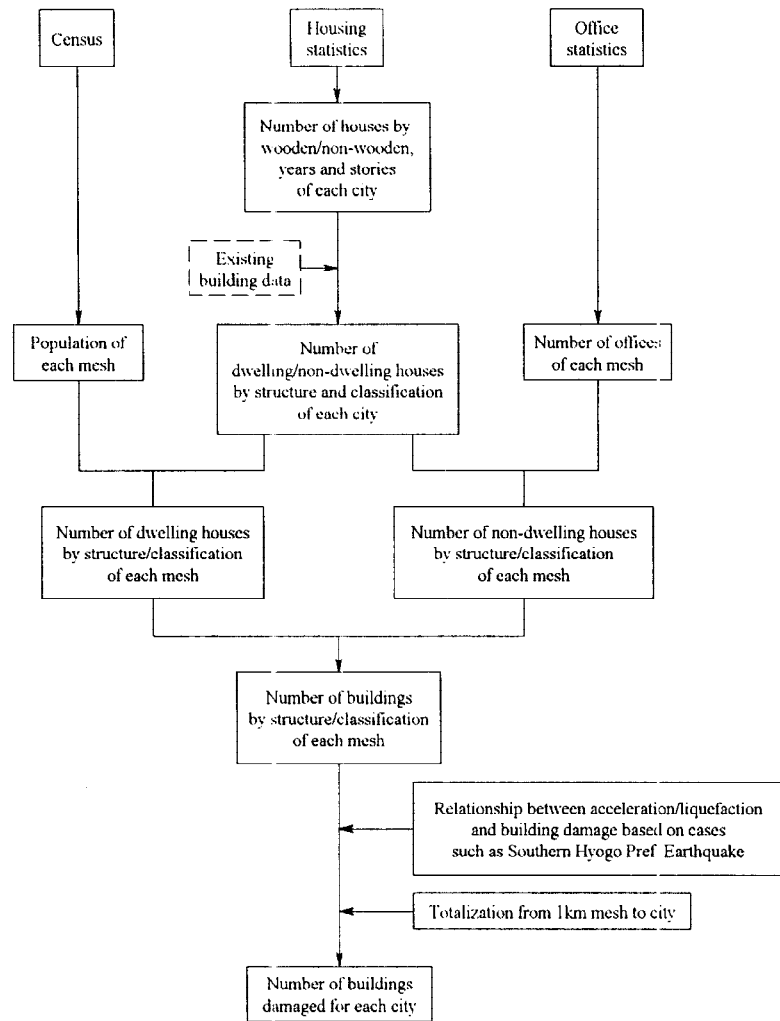 Census
Housing
statistics
Office
statistics
Number of houses by
wooden/non-wooden,
years and stories
of each city
Existing
building data
Population of
each mesh
Number of
dwelling/non-dwelling houses
by structure and classification
of each city
Number of offices
of each mesh
Number of dwelling houses
by structure/classification
of each mesh
Number of non-dwelling houses
by structure/classification
of each mesh
Number of buildings
by structure/classification
of each mesh
Relationship between acceleration/liquefaction
and building damage based on cases
such as Southern Hyogo Pref Earthquake
Totalization from 1km mesh to city
Number of buildings
damaged for each city